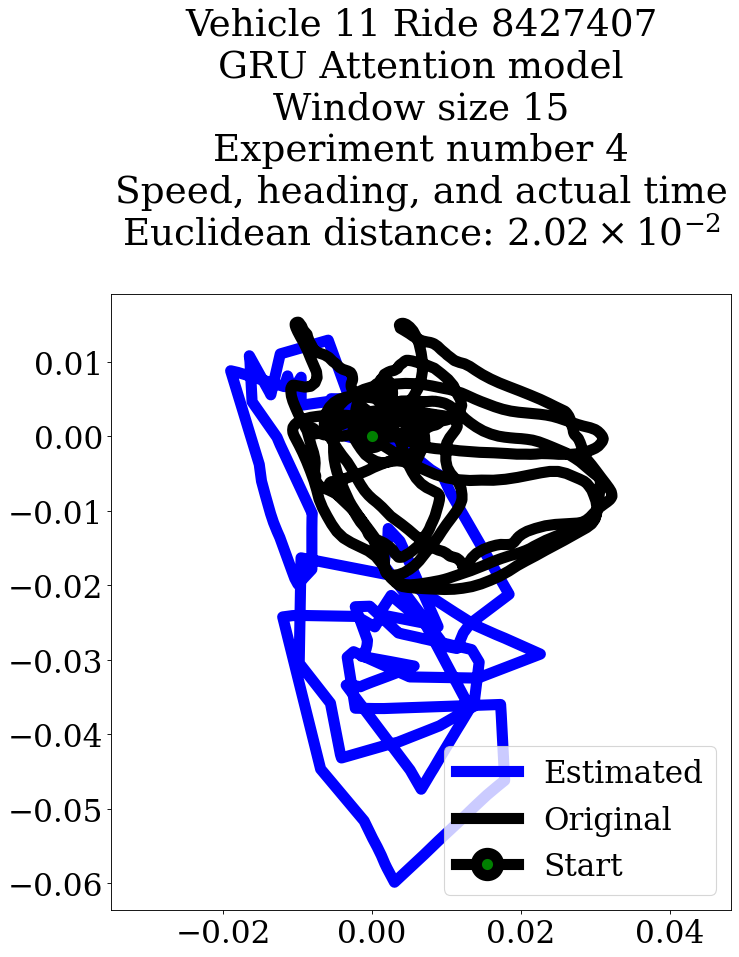 Vehicle 11 Ride 8427407
GRU Attention model
Window size 15
Experiment number 4
Speed, heading, and actual time
Euclidean distance: 2.02 × 10⁻²
0.01
0.00
−0.01
−0.02
−0.03
−0.04
−0.05
−0.06
Estimated
Original
Start
−0.02 0.00 0.02 0.04